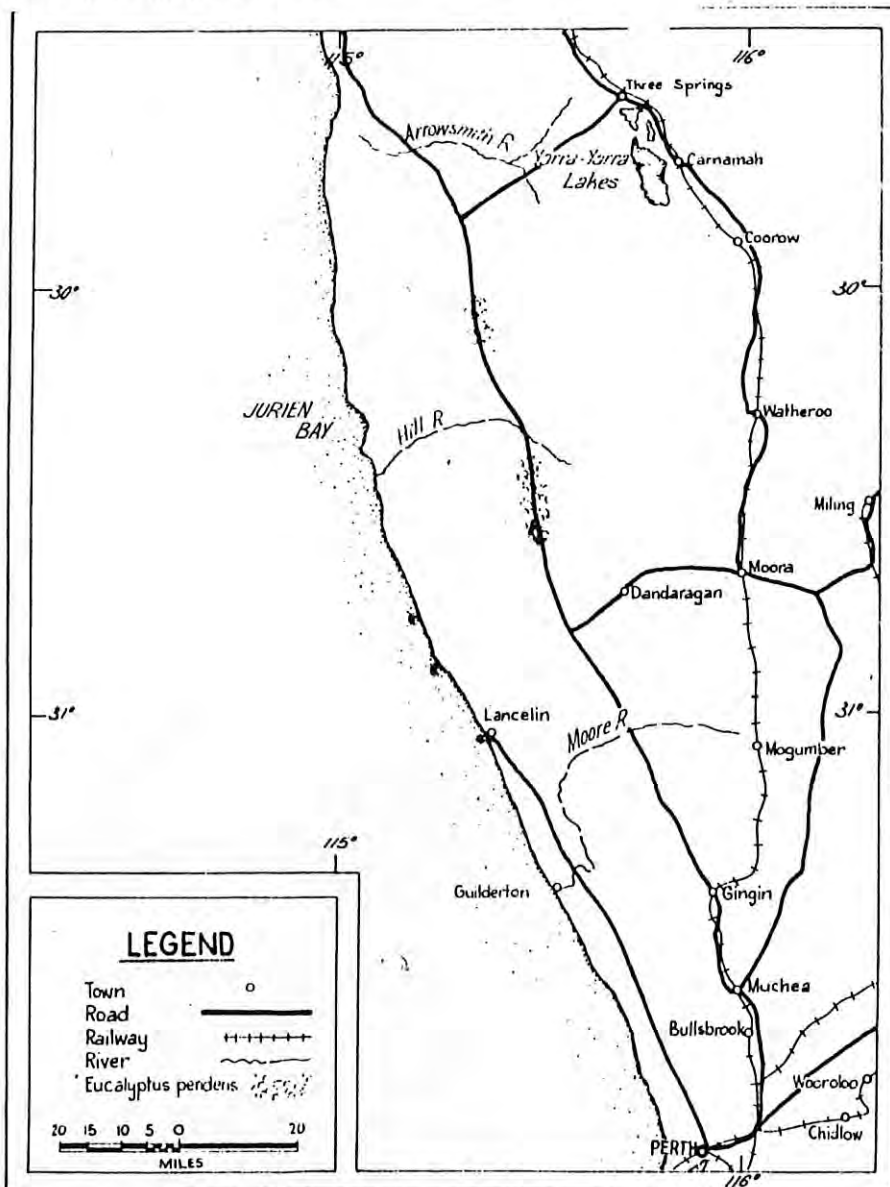 115°
116°
Three Springs
Arrowsmith R
Yarra-Yarra
Lakes
Carnamah
Coorow
30°
30°
JURIEN
BAY
Hill R
Watheroo
Miling
Moora
Dandaragan
31°
31°
Lancelin
Moore R
Mogumber
115°
Guilderton
Gingin
Muchea
Bullsbrook
Chidlow
PERTH
116°
LEGEND
Town
Road
Railway
River
Eucalyptus pendens
20 15 10 5 0 20
MILES